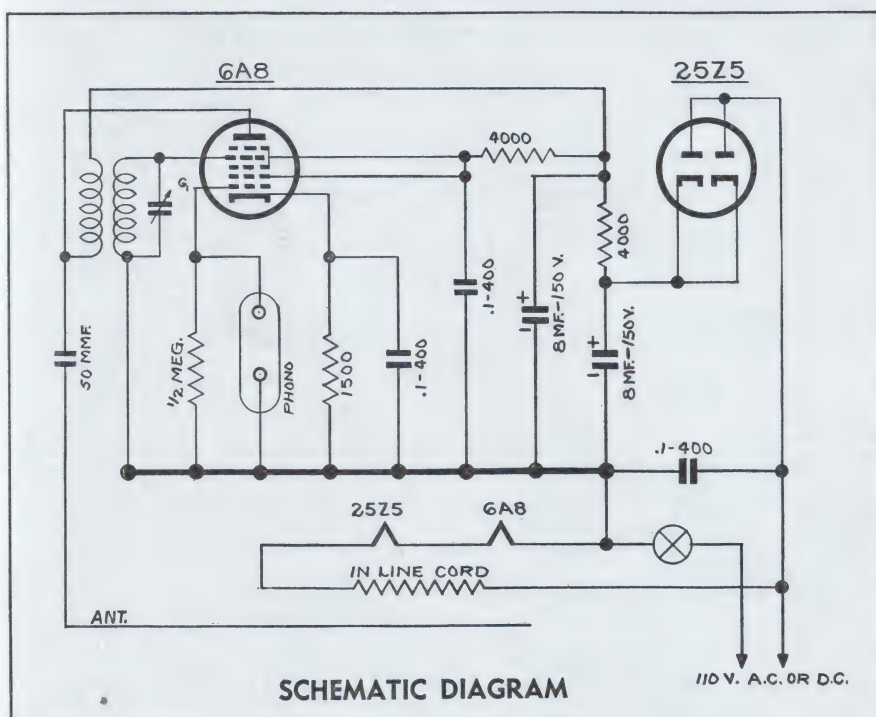 6A8
25Z5
4000
C,
4000
.1-400
+
8 MF.-150 V.
-
+
8 MF.-150V.
-
50 MMF.
1/2 MEG.
PHONO
1500
.1-400
.1-400
25Z5
6A8
IN LINE CORD
ANT.
110 V. A.C. OR D.C.
SCHEMATIC DIAGRAM